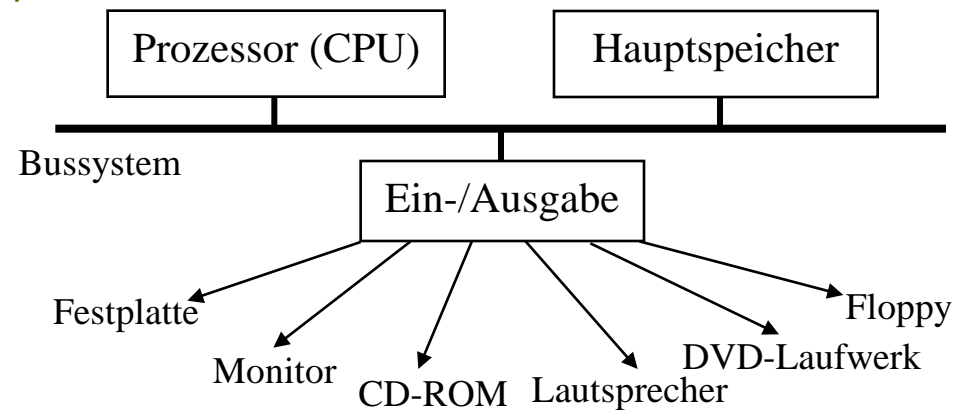 Prozessor (CPU)
Hauptspeicher
Bussystem
Ein-/Ausgabe
Festplatte
Floppy
Monitor
DVD-Laufwerk
CD-ROM
Lautsprecher